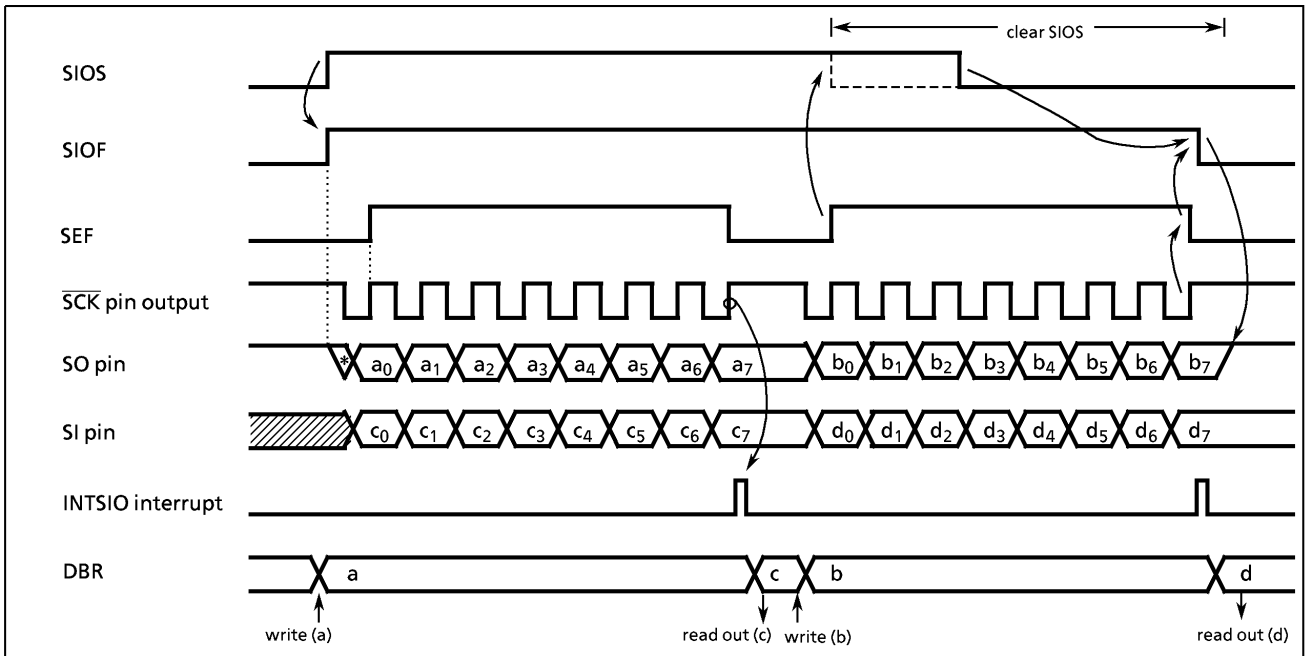 clear SIOS
SIOS
SIOF
SEF
SCK pin output
SO pin * a0 a1 a2 a3 a4 a5 a6 a7 b0 b1 b2 b3 b4 b5 b6 b7
SI pin c0 c1 c2 c3 c4 c5 c6 c7 d0 d1 d2 d3 d4 d5 d6 d7
INTSIO interrupt
DBR a c b d
write (a) read out (c) write (b) read out (d)